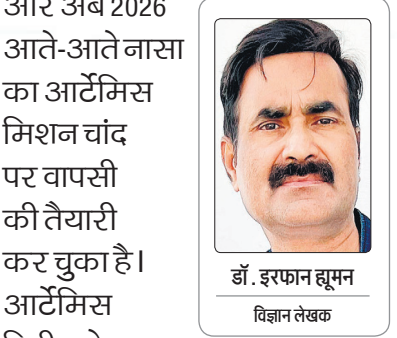 और अब 2026
आते-आते नासा
का आर्टेमिस
मिशन चांद
पर वापसी
की तैयारी
कर चुका है।
आर्टेमिस
डॉ. इरफान ह्यूमन
विज्ञान लेखक